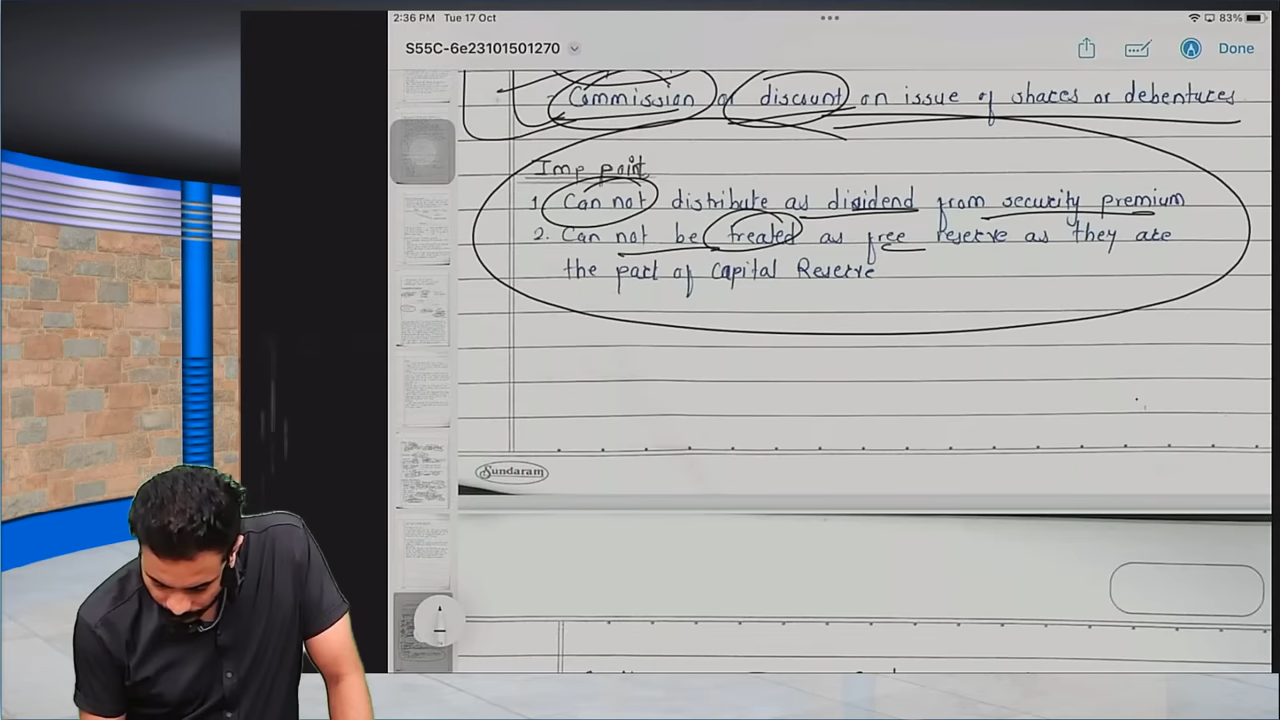 2:36 PM Tue 17 Oct
83%
S55C-6e23101501270
Done
Commission or discount on issue of shares or debentures
Imp point
1. Can not distribute as dividend from security premium
2. Can not be treated as free reserve as they are
the part of Capital Reserve
Sundaram